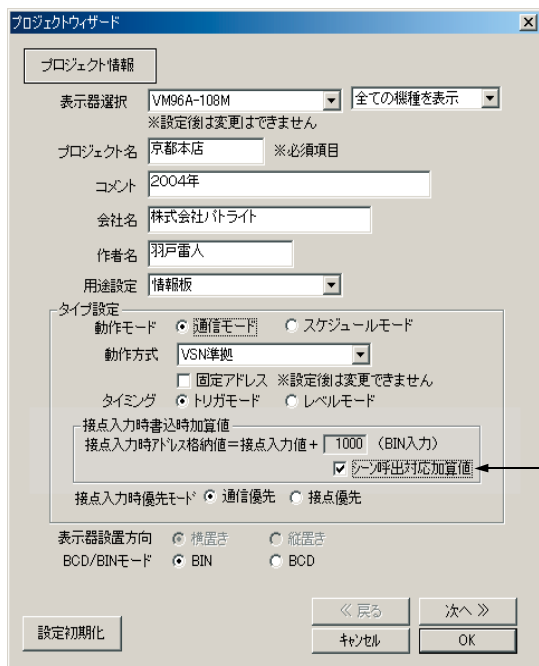 プロジェクトウィザード
プロジェクト情報
表示器選択 VM96A-108M 全ての機種を表示
※設定後は変更はできません
プロジェクト名 京都本店 ※必須項目
コメント 2004年
会社名 株式会社パトライト
作者名 羽戸雷人
用途設定 情報板
タイプ設定
動作モード 通信モード スケジュールモード
動作方式 VSN準拠
固定アドレス ※設定後は変更できません
タイミング トリガモード レベルモード
接点入力時書込時加算値
接点入力時アドレス格納値=接点入力値+ 1000 (BIN入力)
シーン呼出対応加算値
接点入力時優先モード 通信優先 接点優先
表示器設置方向 横置き 縦置き
BCD/BINモード BIN BCD
≪ 戻る 次へ ≫
設定初期化 キャンセル OK